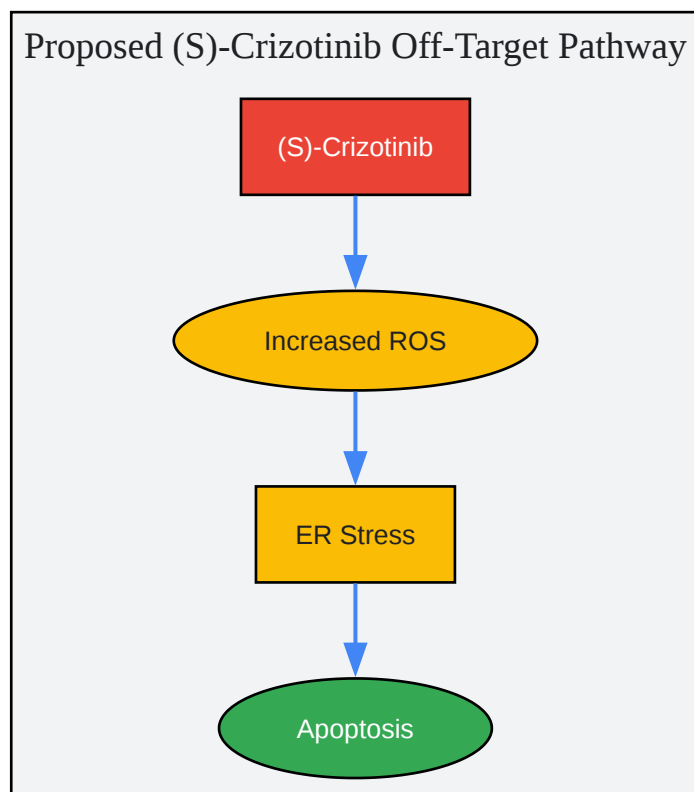 Proposed (S)-Crizotinib Off-Target Pathway
(S)-Crizotinib
Increased ROS
ER Stress
Apoptosis